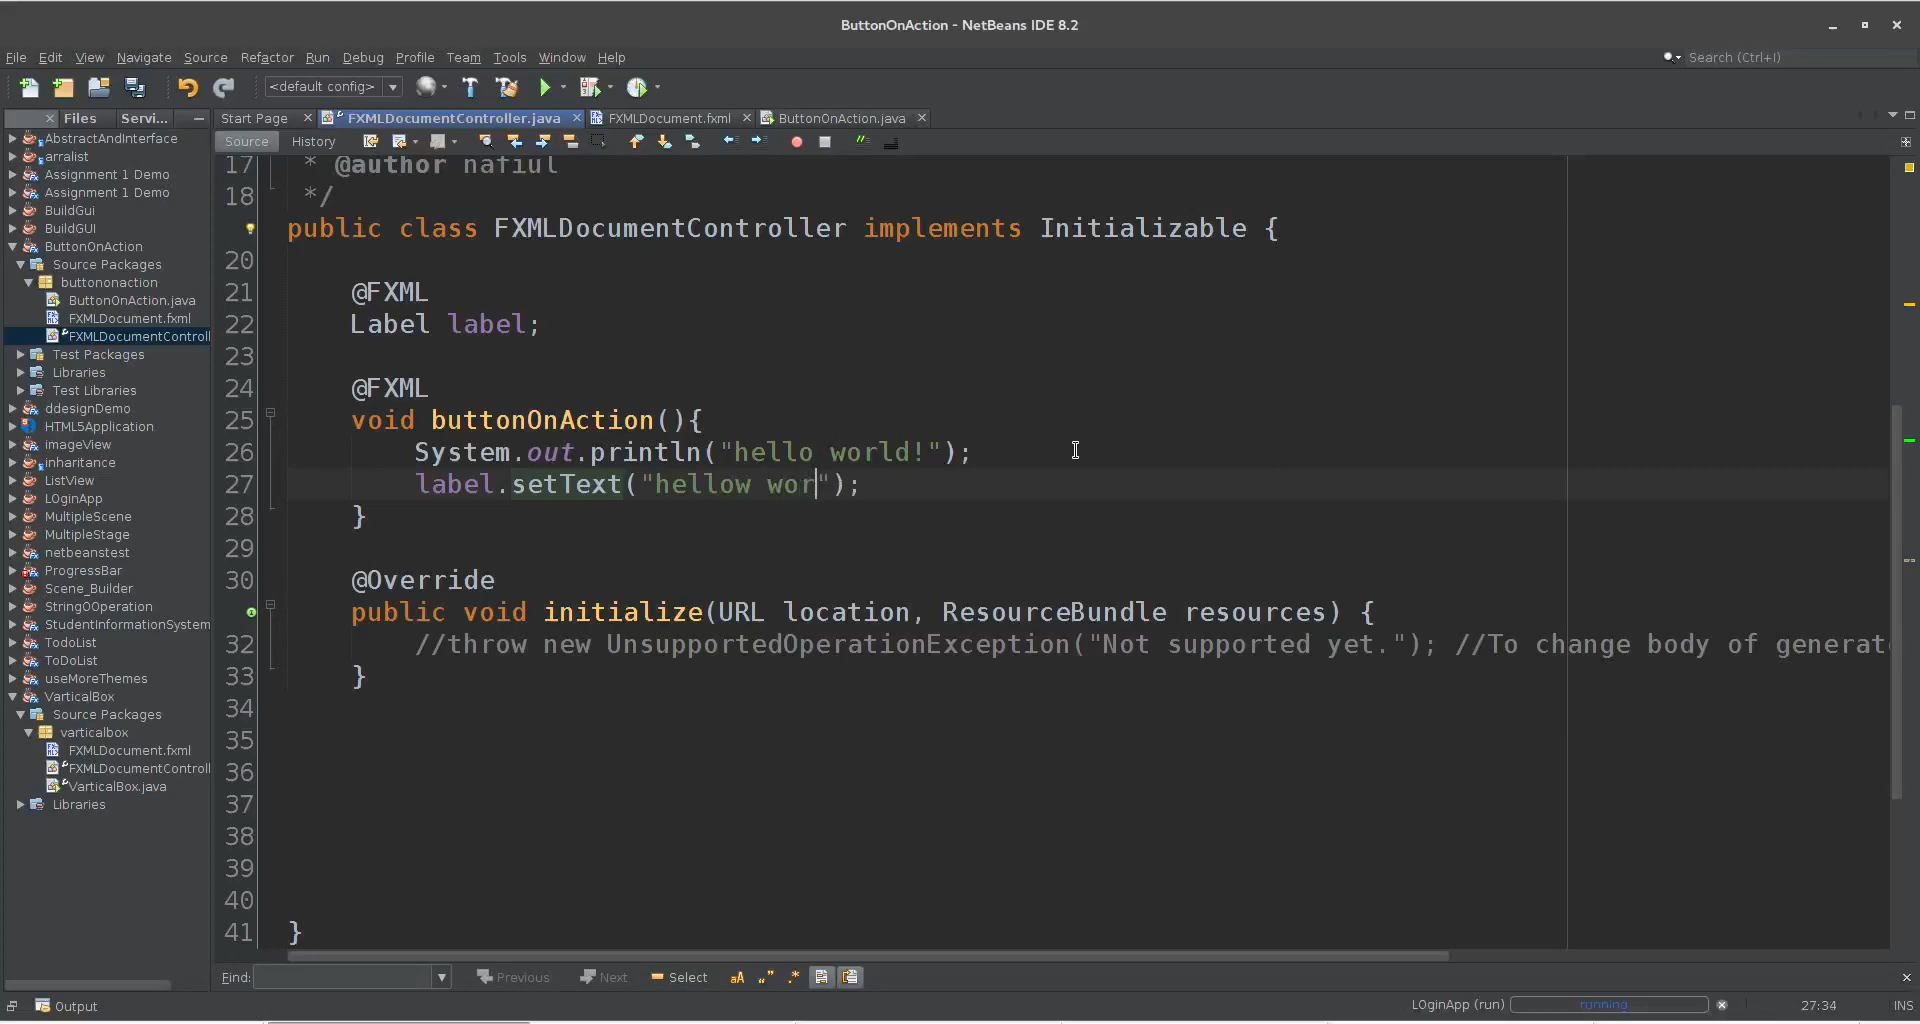 ButtonOnAction - NetBeans IDE 8.2
File Edit View Navigate Source Refactor Run Debug Profile Team Tools Window Help Search (Ctrl+I)
<default config>
Files Servi... Start Page FXMLDocumentController.java FXMLDocument.fxml ButtonOnAction.java
Source History
AbstractAndInterface
arralist
Assignment 1 Demo
Assignment 1 Demo
BuildGui
BuildGUI
ButtonOnAction
Source Packages
buttononaction
ButtonOnAction.java
FXMLDocument.fxml
FXMLDocumentControll
Test Packages
Libraries
Test Libraries
ddesignDemo
HTML5Application
imageView
inharitance
ListView
LOginApp
MultipleScene
MultipleStage
netbeanstest
ProgressBar
Scene_Builder
StringOOperation
StudentInformationSystem
TodoList
ToDoList
useMoreThemes
VarticalBox
Source Packages
varticalbox
FXMLDocument.fxml
FXMLDocumentControll
VarticalBox.java
Libraries
17 * @author nafiul
18 */
public class FXMLDocumentController implements Initializable {
20
21 @FXML
22 Label label;
23
24 @FXML
25 void buttonOnAction(){
26 System.out.println("hello world!");
27 label.setText("hellow wor");
28 }
29
30 @Override
public void initialize(URL location, ResourceBundle resources) {
32 //throw new UnsupportedOperationException("Not supported yet."); //To change body of generat
33 }
34
35
36
37
38
39
40
41 }
Find: Previous Next Select
Output LOginApp (run) running 27:34 INS